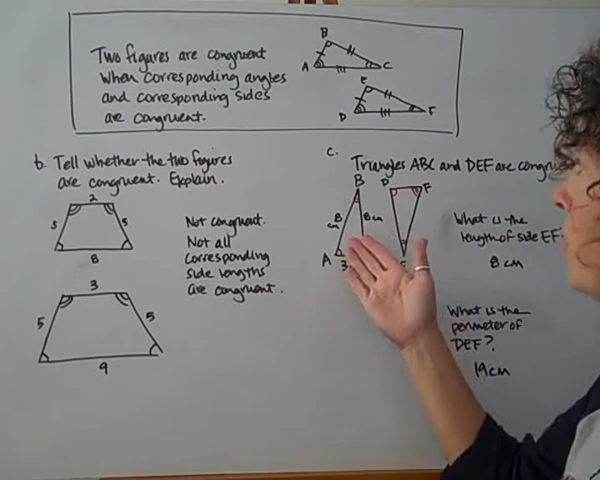 Two figures are congruent
when corresponding angles
and corresponding sides
are congruent.
B
A
C
E
D
F
b. Tell whether the two figures
are congruent. Explain.
2
5
8
3
5
5
9
Not congruent.
Not all
corresponding
side lengths
are congruent.
c.
Triangles ABC and DEF are
B
D
F
8
cm
8cm
A
3
What is the
length of side EF?
8 cm
What is the
perimeter of
DEF?
19cm